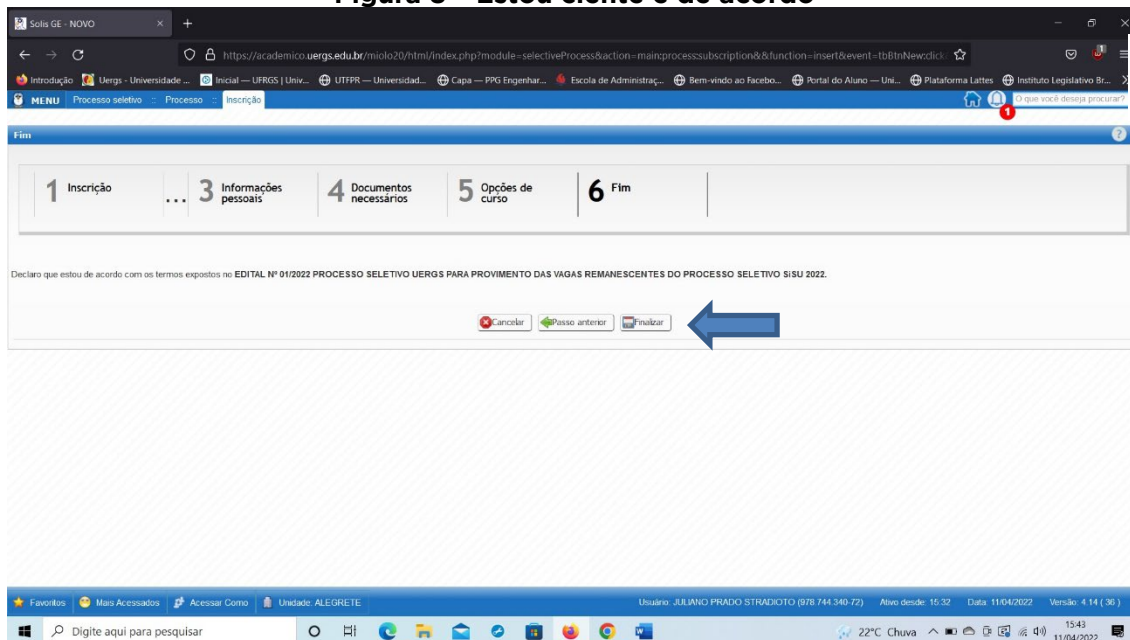 Figura 8 – Estou ciente e de acordo
Solis GE - NOVO
https://academico.uergs.edu.br/miolo20/html/index.php?module=selectiveProcess&action=main:process:subscription&&function=insert&event=tbBtnNew:click
Introdução Uergs - Universidade ... Inicial — UFRGS | Univ... UTFPR — Universidad... Capa — PPG Engenhar... Escola de Administraç... Bem-vindo ao Facebo... Portal do Aluno — Uni... Plataforma Lattes Instituto Legislativo Br...
MENU Processo seletivo :: Processo :: Inscrição 1 O que você deseja procurar?
Fim
1 Inscrição ... 3 Informações pessoais 4 Documentos necessários 5 Opções de curso 6 Fim
Declaro que estou de acordo com os termos expostos no EDITAL Nº 01/2022 PROCESSO SELETIVO UERGS PARA PROVIMENTO DAS VAGAS REMANESCENTES DO PROCESSO SELETIVO SiSU 2022.
Cancelar Passo anterior Finalizar
Favoritos Mais Acessados Acessar Como Unidade: ALEGRETE Usuário: JULIANO PRADO STRADIOTO (978.744.340-72) Ativo desde: 15:32 Data: 11/04/2022 Versão: 4.14 ( 36 )
Digite aqui para pesquisar 22°C Chuva 15:43
11/04/2022